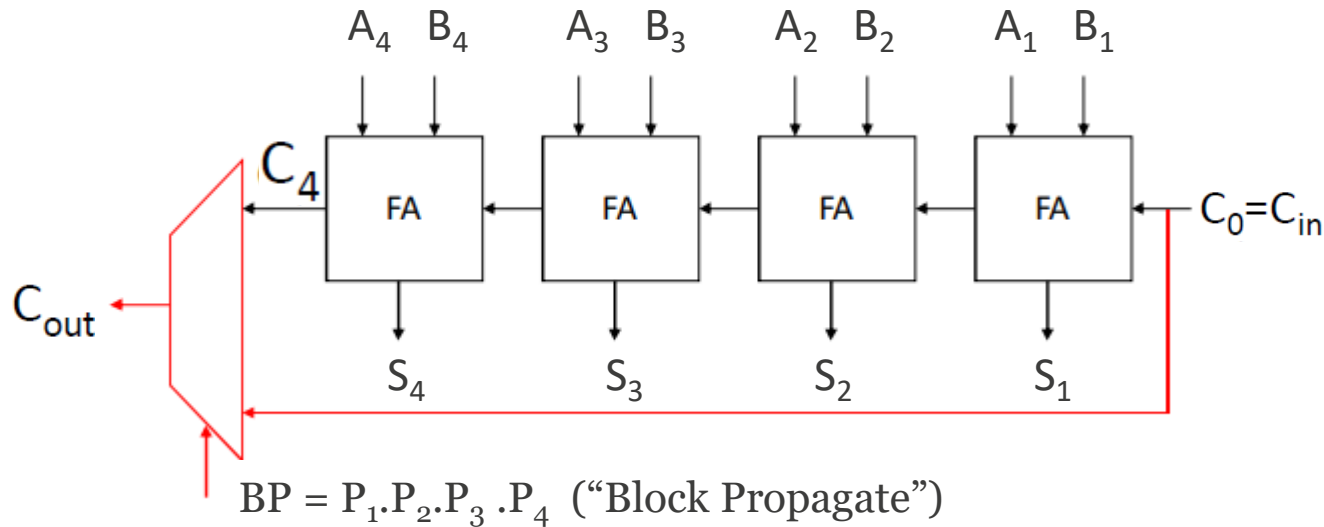 A₄ B₄ A₃ B₃ A₂ B₂ A₁ B₁
C₄ FA FA FA FA C₀=Cᵢₙ
Cₒᵤₜ
S₄ S₃ S₂ S₁
BP = P₁.P₂.P₃ .P₄ (“Block Propagate”)